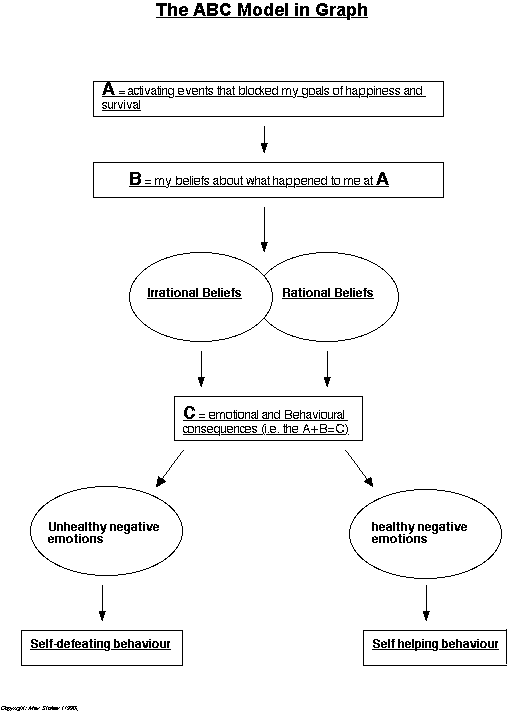 The ABC Model in Graph
A = activating events that blocked my goals of happiness and
survival
B = my beliefs about what happened to me at A
Irrational Beliefs
Rational Beliefs
C = emotional and Behavioural
consequences (i.e. the A+B=C)
Unhealthy negative
emotions
healthy negative
emotions
Self-defeating behaviour
Self helping behaviour
Copyright: